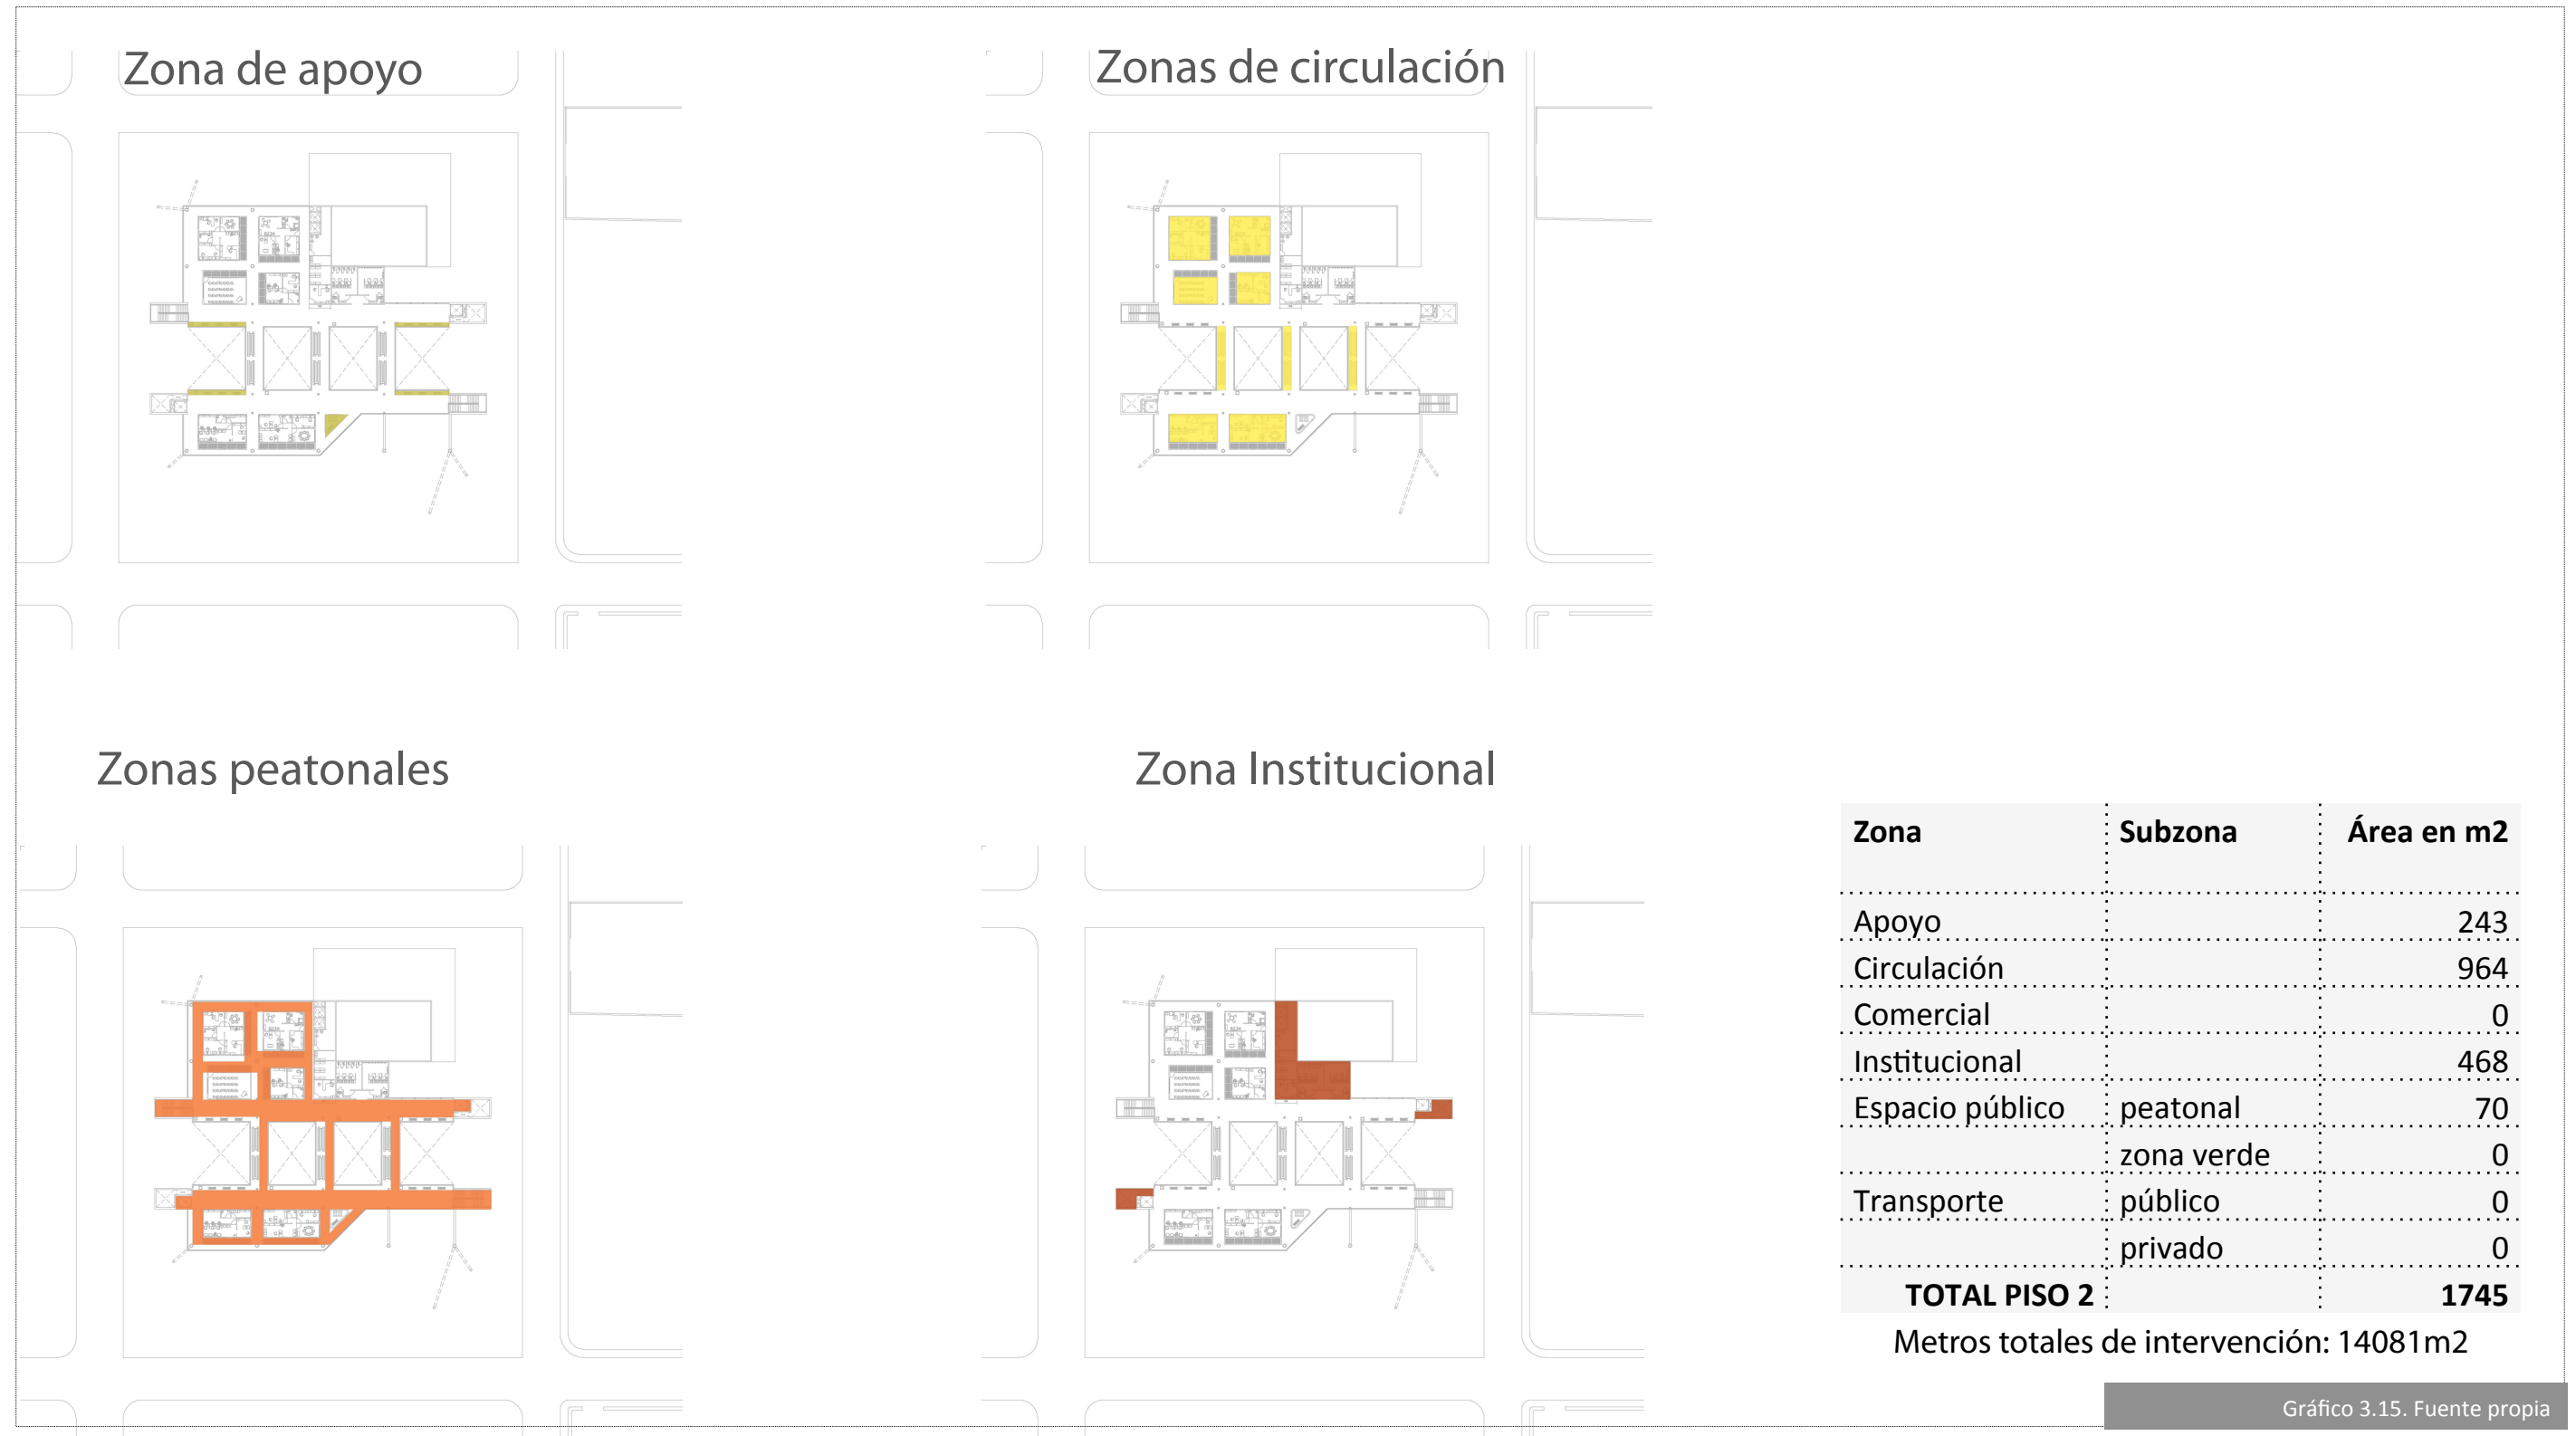 Zona de apoyo
Zonas de circulación
Zonas peatonales
Zona Institucional
Zona Subzona Área en m2
Apoyo 243
Circulación 964
Comercial 0
Institucional 468
Espacio público peatonal 70
zona verde 0
Transporte público 0
privado 0
TOTAL PISO 2 1745
Metros totales de intervención: 14081m2
Gráfico 3.15. Fuente propia